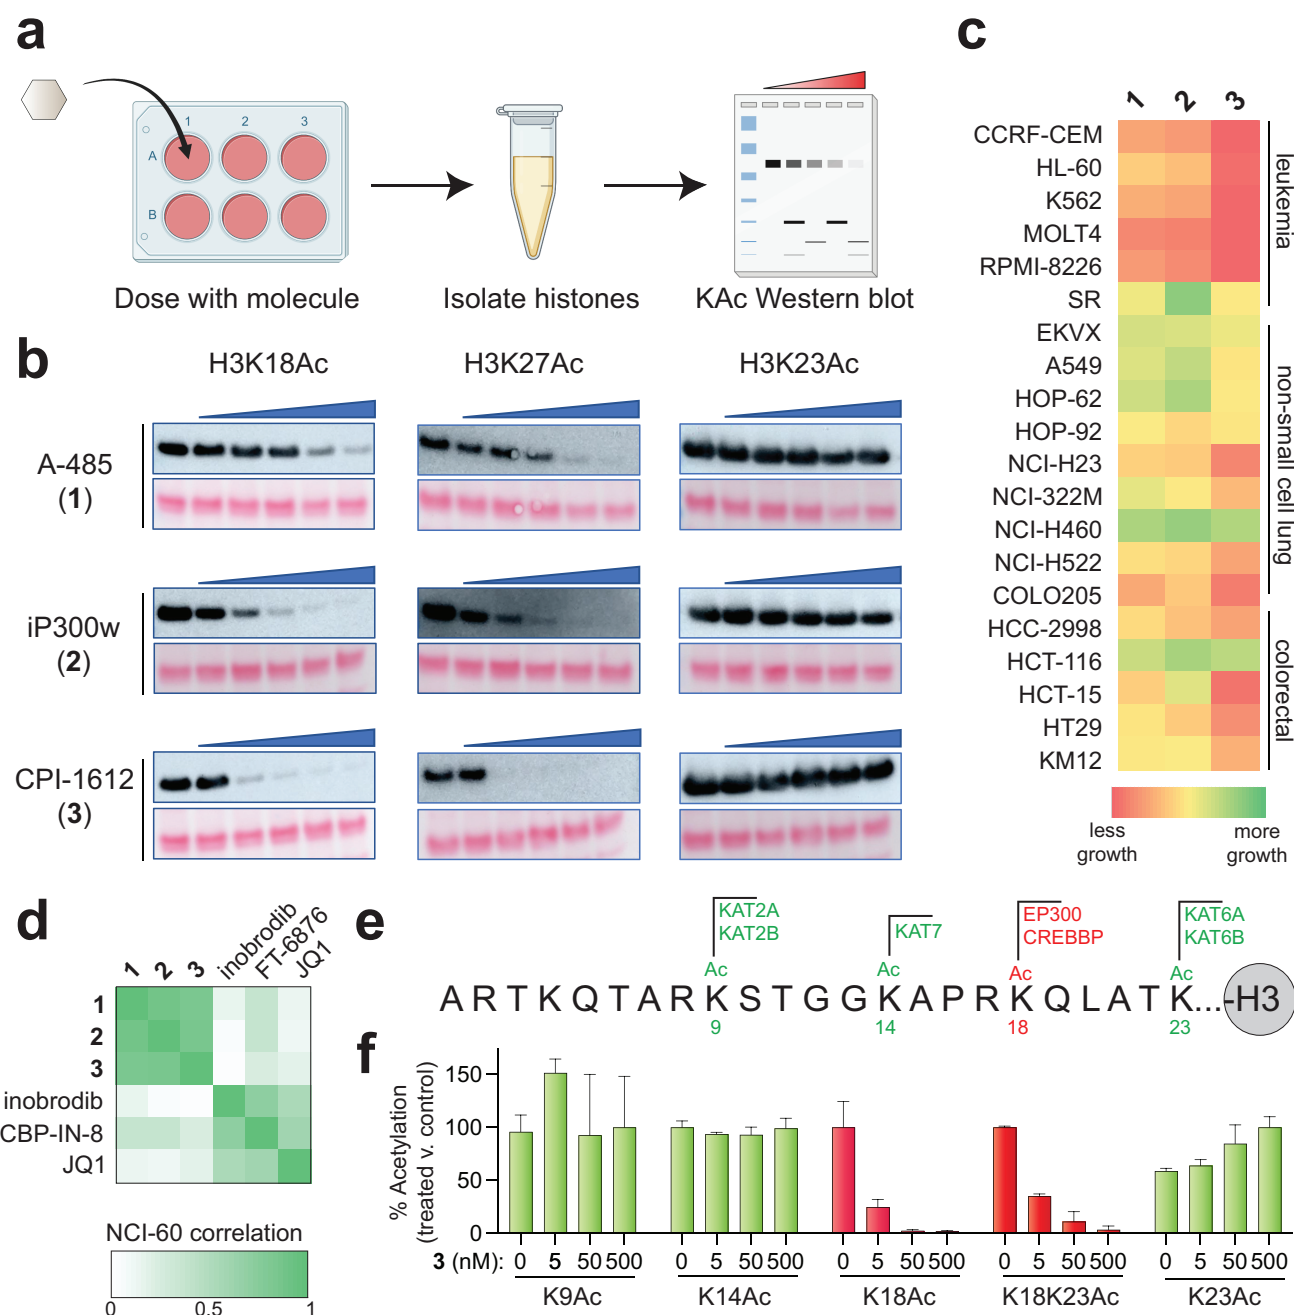 a
1 2 3
A
B
Dose with molecule
Isolate histones
KAc Western blot
b
H3K18Ac
H3K27Ac
H3K23Ac
A-485
(1)
iP300w
(2)
CPI-1612
(3)
c
1 2 3
CCRF-CEM
HL-60
K562
MOLT4
RPMI-8226
SR
EKVX
A549
HOP-62
HOP-92
NCI-H23
NCI-322M
NCI-H460
NCI-H522
COLO205
HCC-2998
HCT-116
HCT-15
HT29
KM12
leukemia
non-small cell lung
colorectal
less
growth
more
growth
d
1 2 3 inobrodib FT-6876 JQ1
1
2
3
inobrodib
CBP-IN-8
JQ1
NCI-60 correlation
0 0.5 1
e
KAT2A
KAT2B
KAT7
EP300
CREBBP
KAT6A
KAT6B
Ac Ac Ac Ac
A R T K Q T A R K S T G G K A P R K Q L A T K...-H3
9 14 18 23
f
% Acetylation
(treated v. control)
150
100
50
0
3 (nM): 0 5 50 500 0 5 50 500 0 5 50 500 0 5 50 500 0 5 50 500
K9Ac K14Ac K18Ac K18K23Ac K23Ac